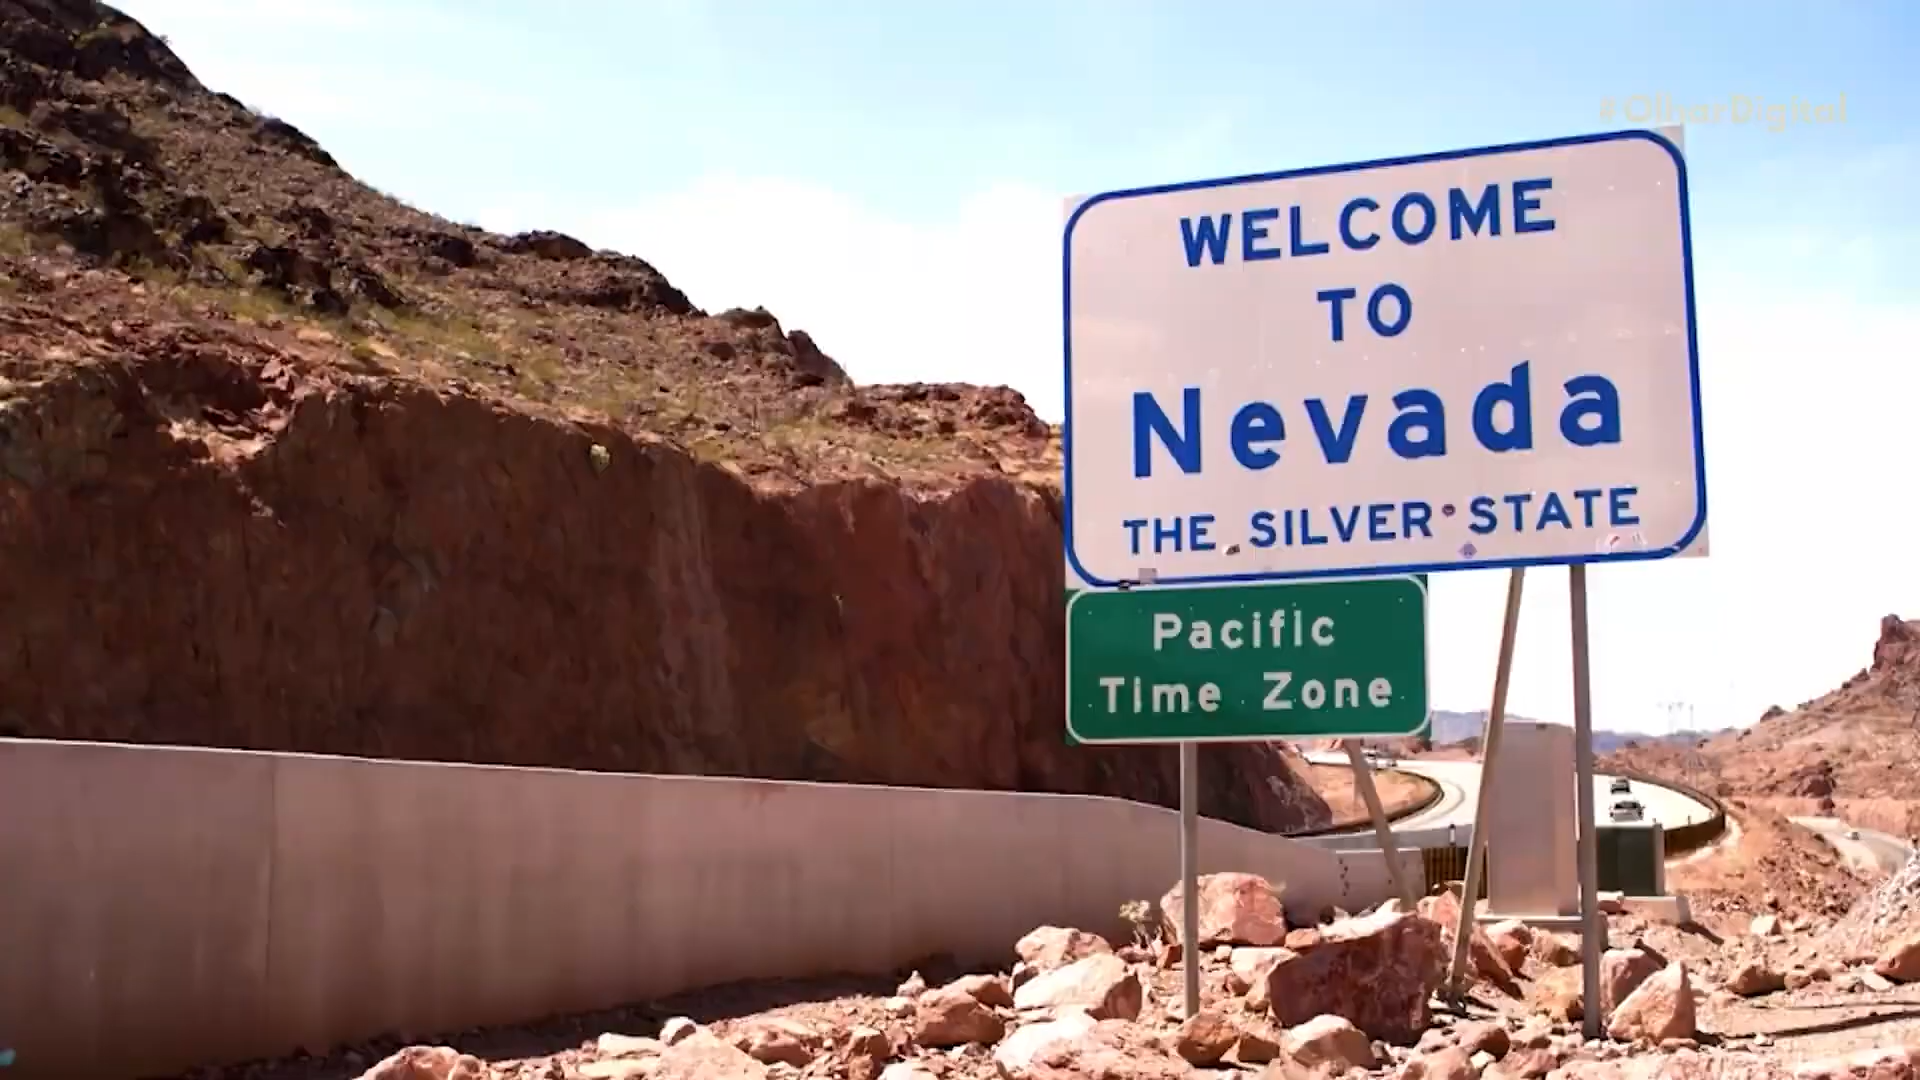 #OlharDigital
WELCOME
TO
Nevada
THE SILVER STATE
Pacific
Time Zone